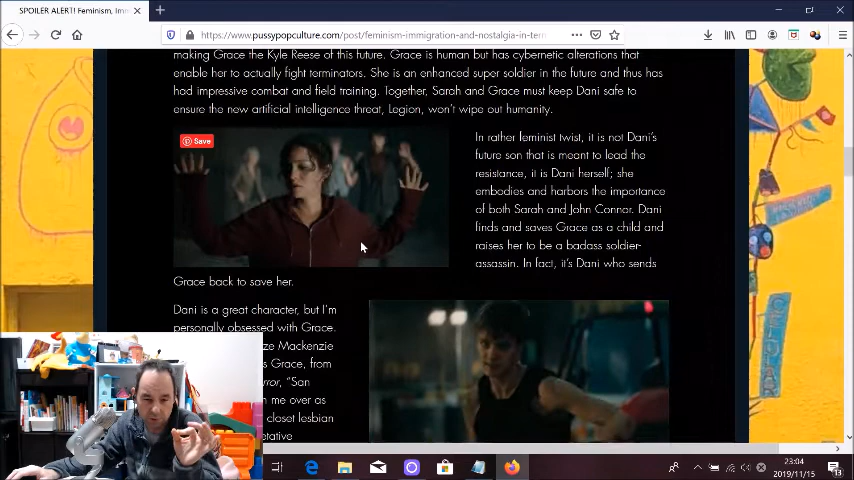 SPOILER ALERT! Feminism, Imm
https://www.pussypopculture.com/post/feminism-immigration-and-nostalgia-in-ter
making Grace the Kyle Reese of this future. Grace is human but has cybernetic alterations that
enable her to actually fight terminators. She is an enhanced super soldier in the future and thus has
had impressive combat and field training. Together, Sarah and Grace must keep Dani safe to
ensure the new artificial intelligence threat, Legion, won't wipe out humanity.
Save
In rather feminist twist, it is not Dani's
future son that is meant to lead the
resistance, it is Dani herself; she
embodies and harbors the importance
of both Sarah and John Connor. Dani
finds and saves Grace as a child and
raises her to be a badass soldier-
assassin. In fact, it's Dani who sends
Grace back to save her.
Dani is a great character, but I'm
personally obsessed with Grace.
ze Mackenzie
s Grace, from
rror, "San
n me over as
closet lesbian
etative
23:04
2019/11/15
13